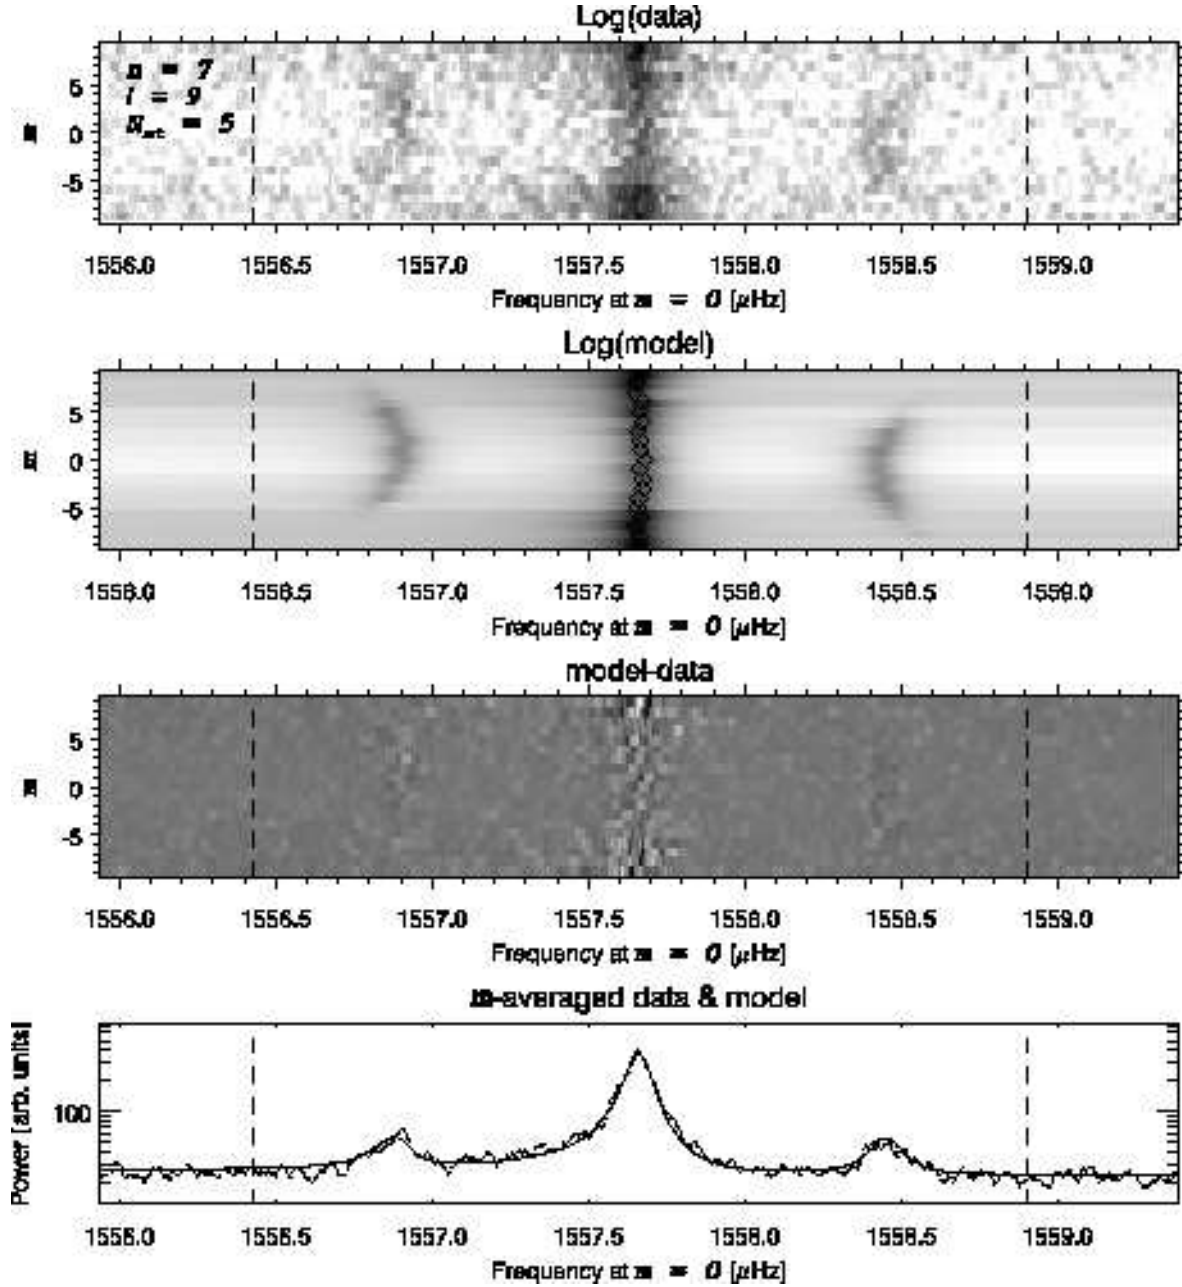 Log(data)
n = 7
l = 9
N_st = 5
m
5
0
-5
1556.0 1556.5 1557.0 1557.5 1558.0 1558.5 1559.0
Frequency at m = 0 [μHz]
Log(model)
m
5
0
-5
1556.0 1556.5 1557.0 1557.5 1558.0 1558.5 1559.0
Frequency at m = 0 [μHz]
model-data
m
5
0
-5
1556.0 1556.5 1557.0 1557.5 1558.0 1558.5 1559.0
Frequency at m = 0 [μHz]
m-averaged data & model
Power [arb. units]
100
1556.0 1556.5 1557.0 1557.5 1558.0 1558.5 1559.0
Frequency at m = 0 [μHz]